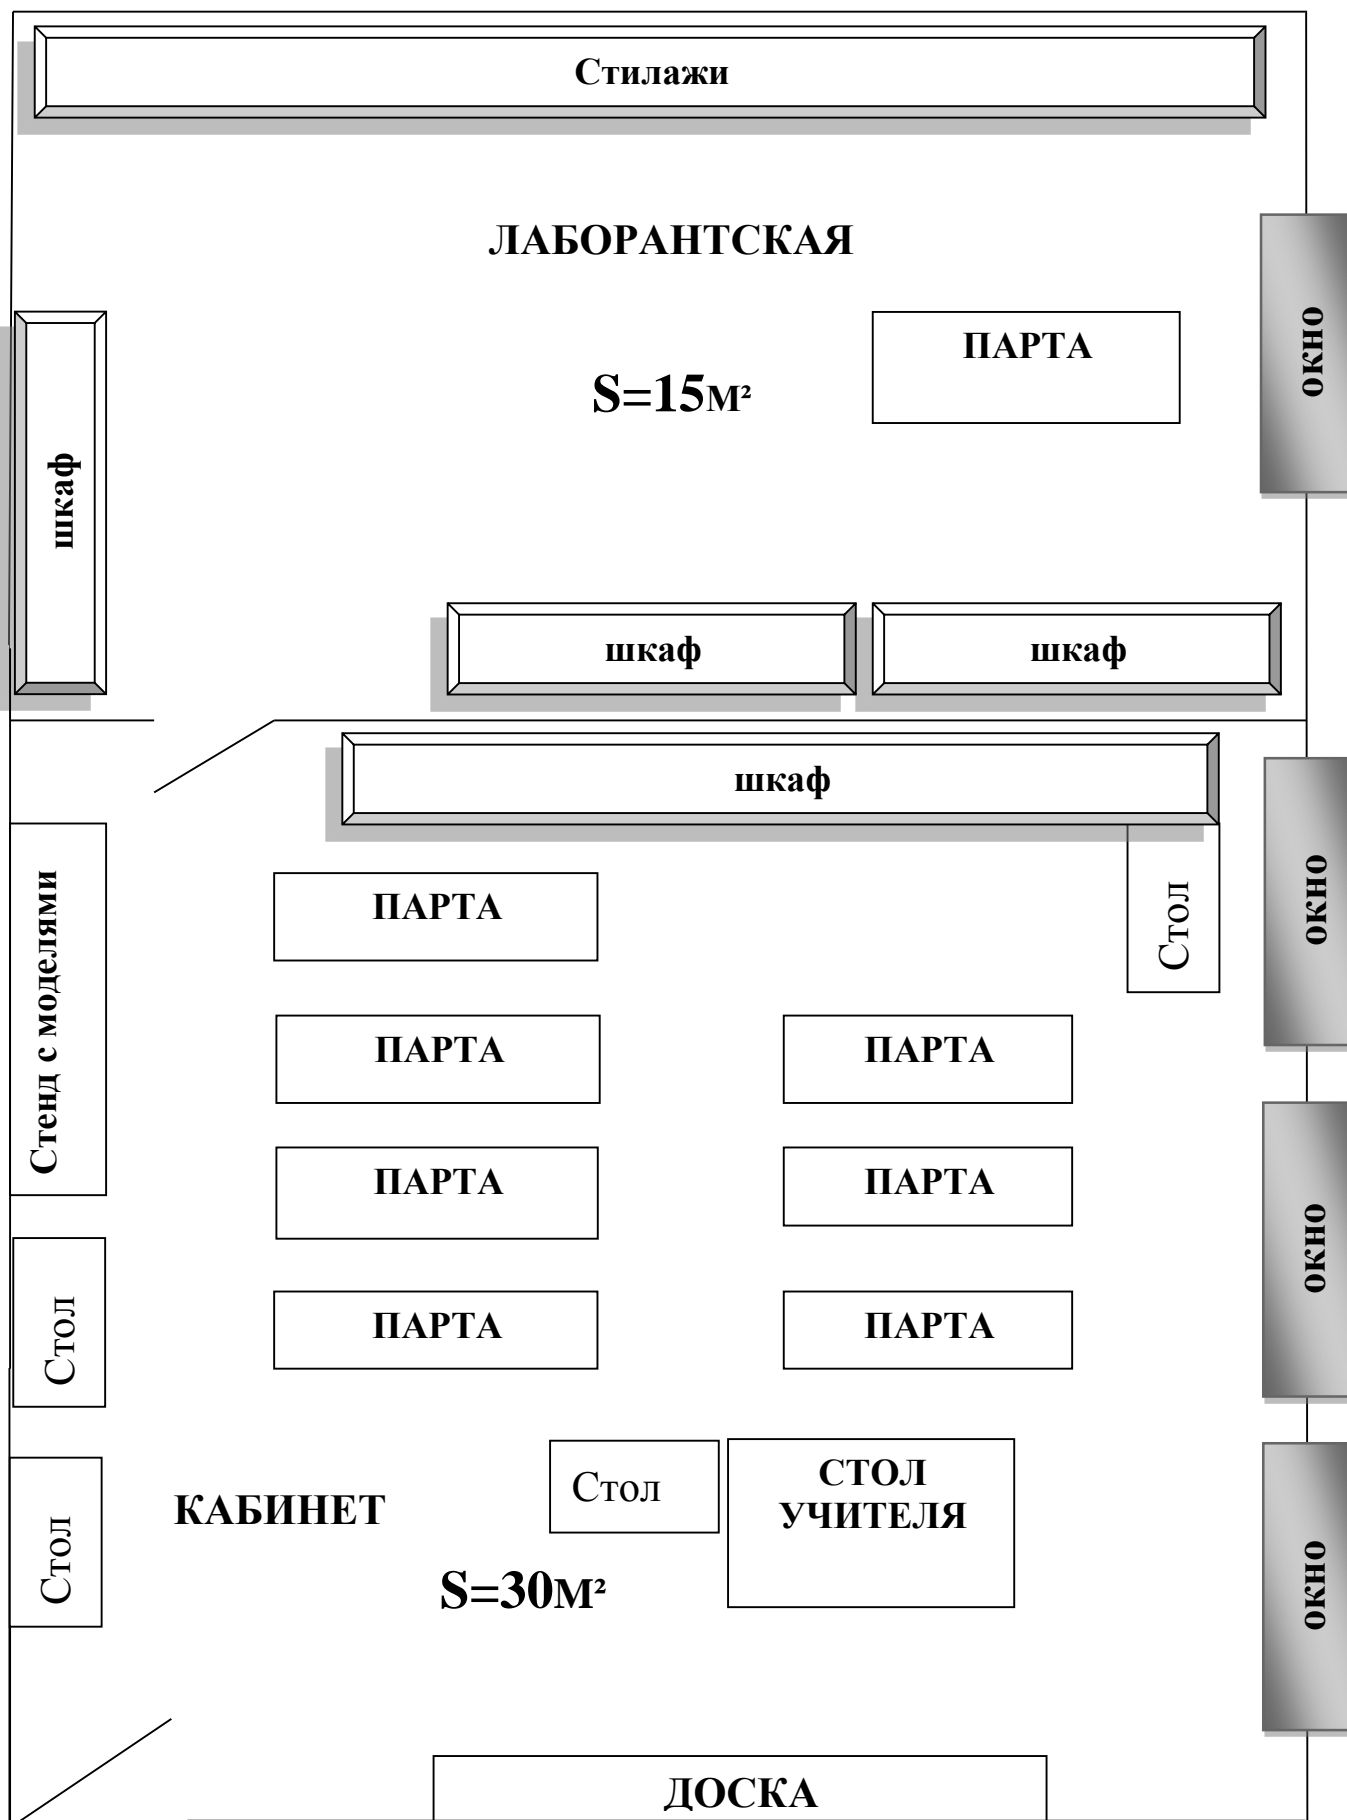 Стилажи
ЛАБОРАНТСКАЯ
окно
ПАРТА
S=15м²
шкаф
шкаф
шкаф
шкаф
окно
Стенд с моделями
ПАРТА
Стол
ПАРТА
ПАРТА
ПАРТА
ПАРТА
окно
Стол
ПАРТА
ПАРТА
Стол
СТОЛ
УЧИТЕЛЯ
КАБИНЕТ
Стол
окно
S=30м²
ДОСКА